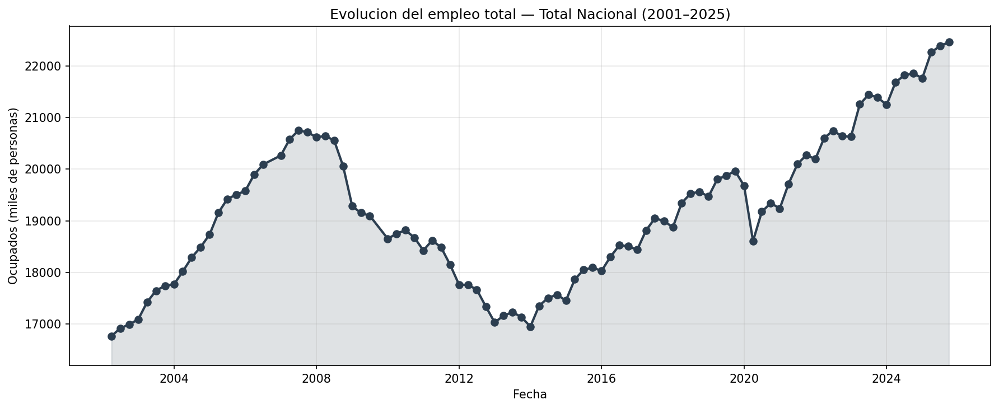 Evolucion del empleo total — Total Nacional (2001–2025)
Ocupados (miles de personas)
22000
21000
20000
19000
18000
17000
2004 2008 2012 2016 2020 2024
Fecha